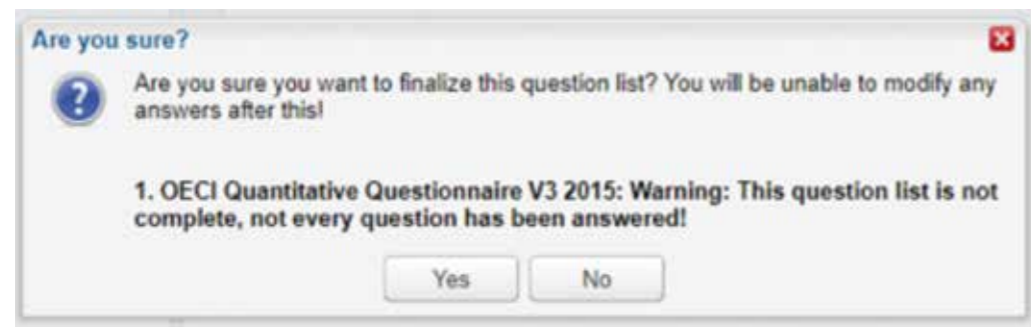 Are you sure?
Are you sure you want to finalize this question list? You will be unable to modify any
answers after this!
1. OECI Quantitative Questionnaire V3 2015: Warning: This question list is not
complete, not every question has been answered!
Yes No